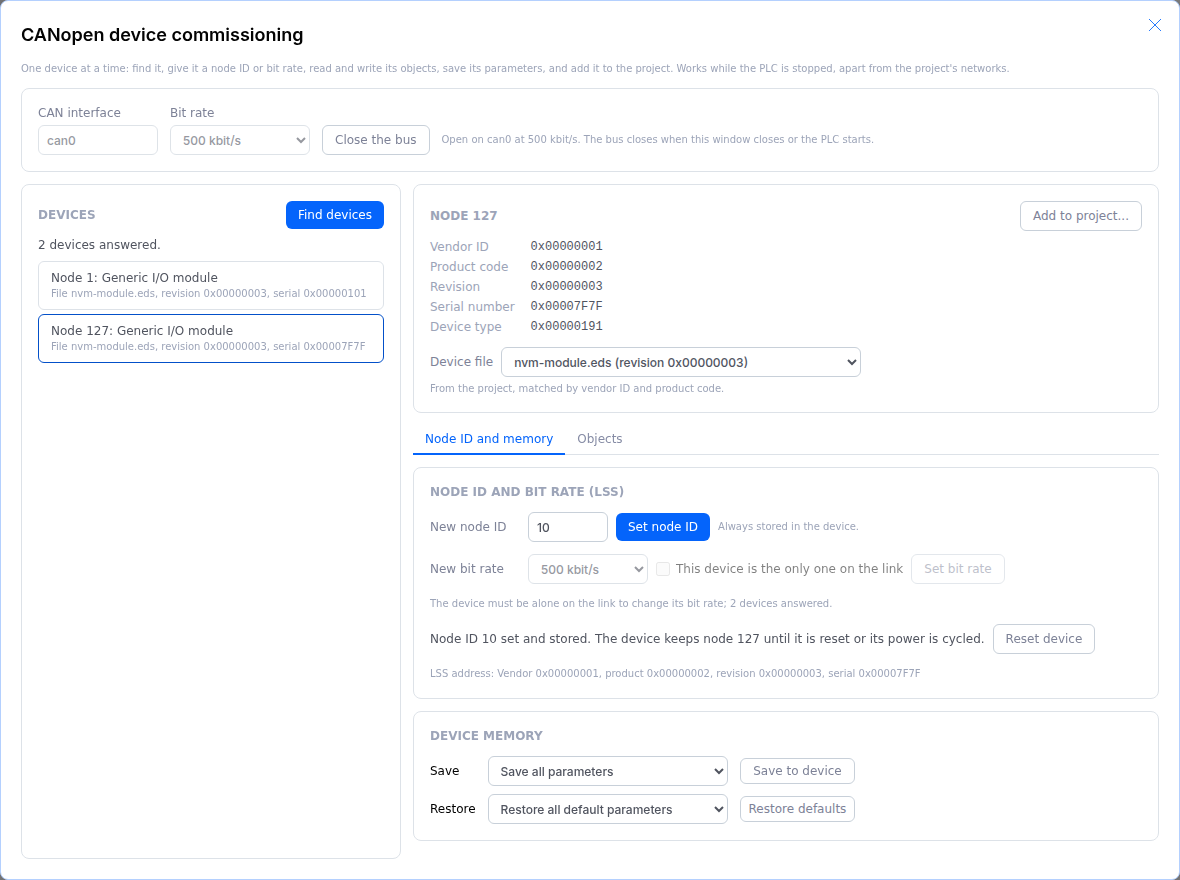 CANopen device commissioning
One device at a time: find it, give it a node ID or bit rate, read and write its objects, save its parameters, and add it to the project. Works while the PLC is stopped, apart from the project's networks.
CAN interface
Bit rate
can0
500 kbit/s
Close the bus
Open on can0 at 500 kbit/s. The bus closes when this window closes or the PLC starts.
DEVICES
Find devices
2 devices answered.
Node 1: Generic I/O module
File nvm-module.eds, revision 0x00000003, serial 0x00000101
Node 127: Generic I/O module
File nvm-module.eds, revision 0x00000003, serial 0x00007F7F
NODE 127
Add to project...
Vendor ID 0x00000001
Product code 0x00000002
Revision 0x00000003
Serial number 0x00007F7F
Device type 0x00000191
Device file nvm-module.eds (revision 0x00000003)
From the project, matched by vendor ID and product code.
Node ID and memory
Objects
NODE ID AND BIT RATE (LSS)
New node ID 10 Set node ID Always stored in the device.
New bit rate 500 kbit/s This device is the only one on the link Set bit rate
The device must be alone on the link to change its bit rate; 2 devices answered.
Node ID 10 set and stored. The device keeps node 127 until it is reset or its power is cycled. Reset device
LSS address: Vendor 0x00000001, product 0x00000002, revision 0x00000003, serial 0x00007F7F
DEVICE MEMORY
Save Save all parameters Save to device
Restore Restore all default parameters Restore defaults